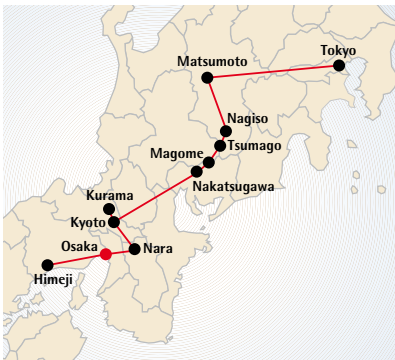 Tokyo
Matsumoto
Nagiso
Tsumago
Magome
Nakatsugawa
Kurama
Kyoto
Osaka
Nara
Himeji